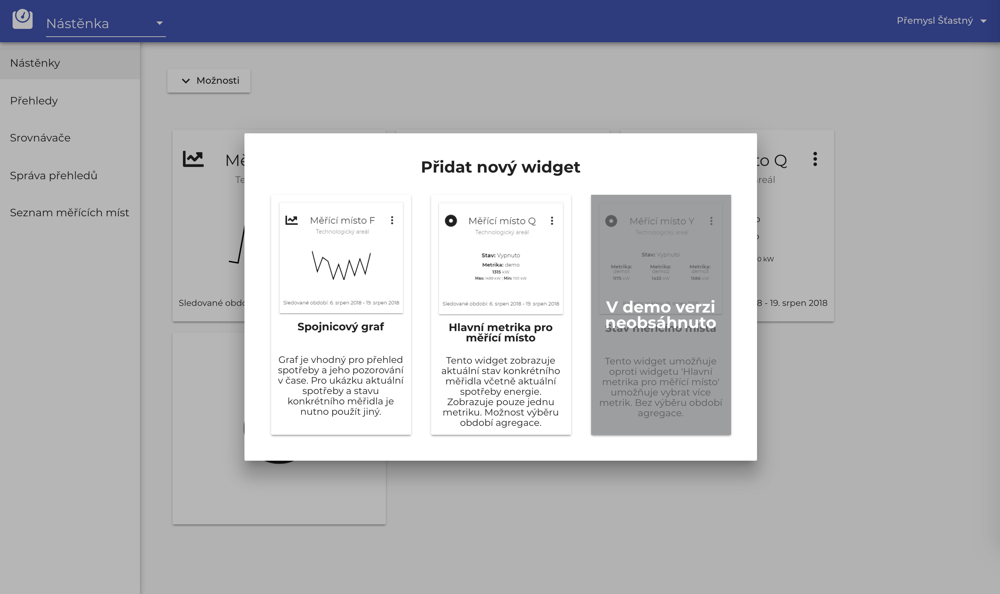 Nástěnka
Přemysl Šťastný
Nástěnky
Přehledy
Srovnávače
Správa přehledů
Seznam měřících míst
Možnosti
Sledované
to Q
8 - 19. srpen 2018
0 kW
Přidat nový widget
Měřící místo F
Technologický areál
Sledované období: 6. srpen 2018 - 19. srpen 2018
Spojnicový graf
Graf je vhodný pro přehled
spotřeby a jeho pozorování
v čase. Pro ukázku aktuální
spotřeby a stavu
konkrétního měřidla je
nutno použít jiný.
Měřící místo Q
Technologický areál
Stav: Vypnuto
Metrika: demo
1315 kW
Max: 1499 kW | Min: 1101 kW
Sledované období: 6. srpen 2018 - 19. srpen 2018
Hlavní metrika pro
měřící místo
Tento widget zobrazuje
aktuální stav konkrétního
měřidla včetně aktuální
spotřeby energie.
Zobrazuje pouze jednu
metriku. Možnost výběru
období agregace.
Měřící místo Y
Technologický areál
Stav: Vypnuto
Metrika: Metrika: Metrika:
demo1 demo2 demo3
1175 kW 1433 kW 1586 kW
Poslední měření: 19. srpen 2018
V demo verzi
neobsáhnuto
Stav měřícího místa
Tento widget umožňuje
oproti widgetu 'Hlavní
metrika pro měřící místo'
umožňuje vybrat více
metrik. Bez výběru období
agregace.